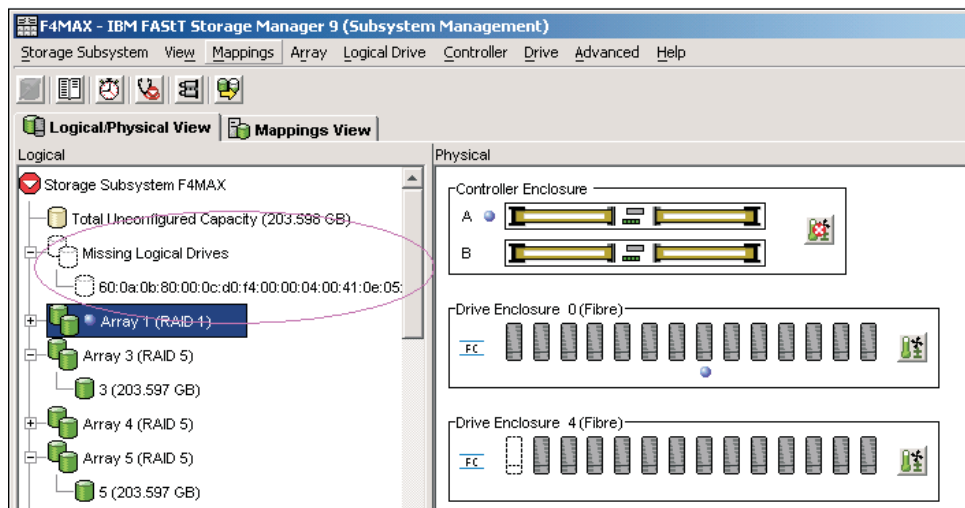 F4MAX - IBM FAStT Storage Manager 9 (Subsystem Management)
Storage Subsystem View Mappings Array Logical Drive Controller Drive Advanced Help
Logical/Physical View Mappings View
Logical
Storage Subsystem F4MAX
Total Unconfigured Capacity (203.598 GB)
Missing Logical Drives
60:0a:0b:80:00:0c:d0:f4:00:00:04:00:41:0e:05:
Array 1 (RAID 1)
Array 3 (RAID 5)
3 (203.597 GB)
Array 4 (RAID 5)
Array 5 (RAID 5)
5 (203.597 GB)
Physical
Controller Enclosure
A
B
Drive Enclosure 0 (Fibre)
FC
Drive Enclosure 4 (Fibre)
FC